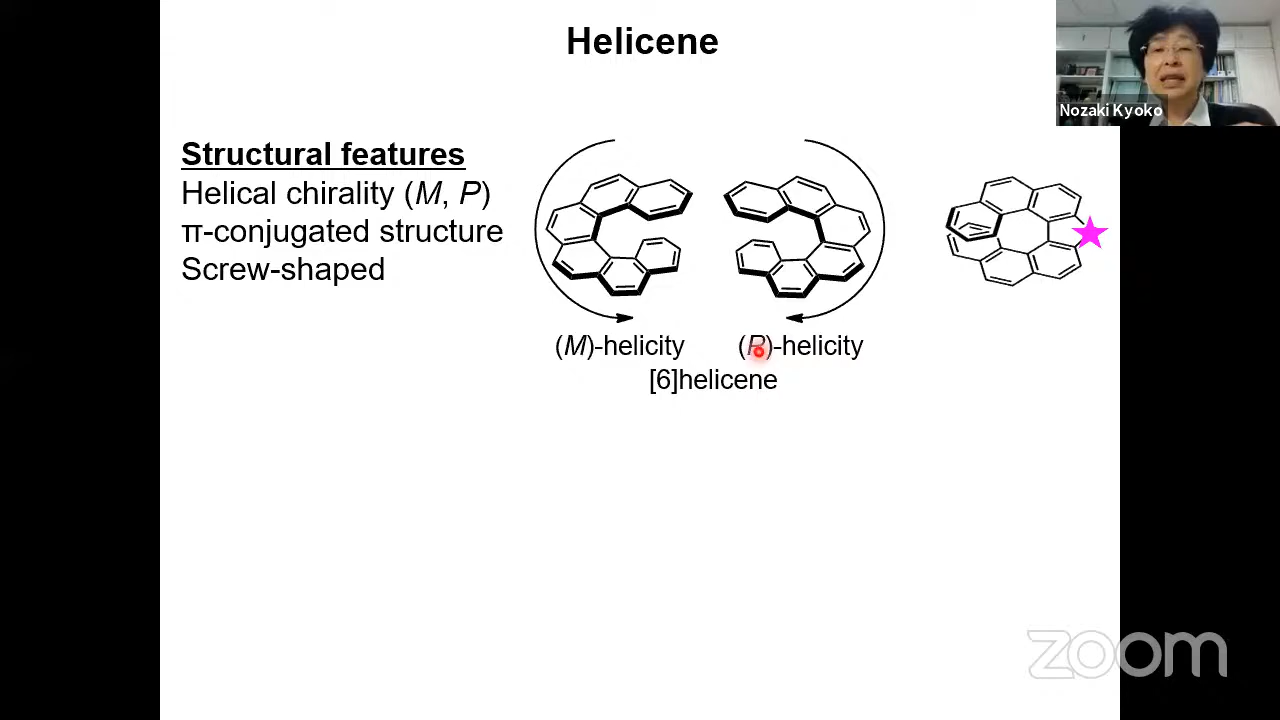 Helicene
Nozaki Kyoko
Structural features
Helical chirality (M, P)
π-conjugated structure
Screw-shaped
(M)-helicity
(P)-helicity
[6]helicene
zoom